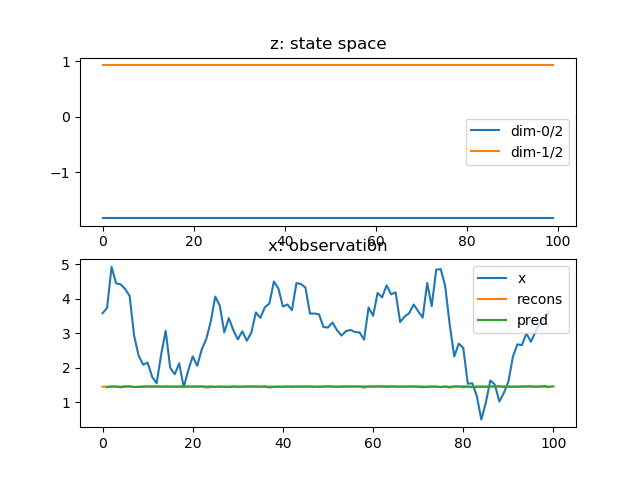 z: state space
1
0
−1
dim-0/2
dim-1/2
0 20 40 60 80 100
x: observation
5
4
3
2
1
x
recons
pred
0 20 40 60 80 100